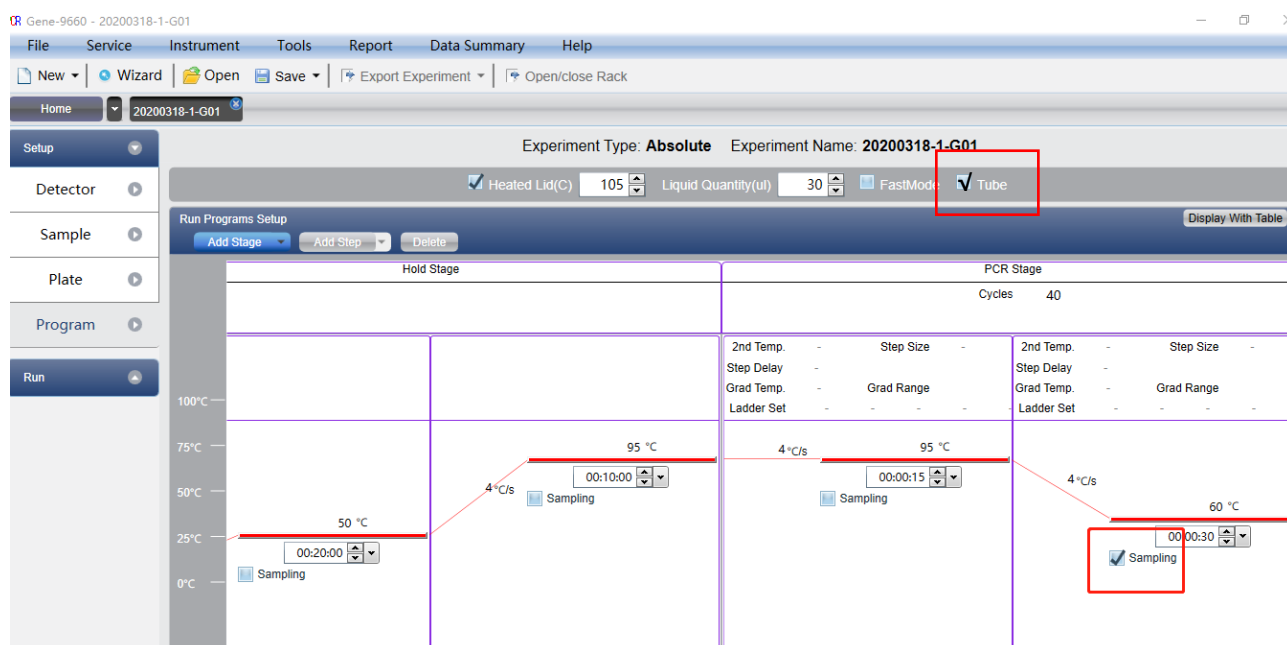 Gene-9660 - 20200318-1-G01
File Service Instrument Tools Report Data Summary Help
New Wizard Open Save Export Experiment Open/close Rack
Home 20200318-1-G01
Setup Experiment Type: Absolute Experiment Name: 20200318-1-G01
Detector Heated Lid(C) 105 Liquid Quantity(ul) 30 FastMode Tube
Run Programs Setup Display With Table
Add Stage Add Step Delete
Sample
Plate
Program
Run
Hold Stage PCR Stage
Cycles 40
2nd Temp. - Step Size - 2nd Temp. - Step Size -
Step Delay - Step Delay -
Grad Temp. - Grad Range Grad Temp. - Grad Range
Ladder Set - - - - Ladder Set - - - -
100°C
75°C
50°C
25°C
0°C
50 °C
00:20:00
Sampling
4°C/s
95 °C
00:10:00
Sampling
4°C/s
95 °C
00:00:15
Sampling
4°C/s
60 °C
00:00:30
Sampling